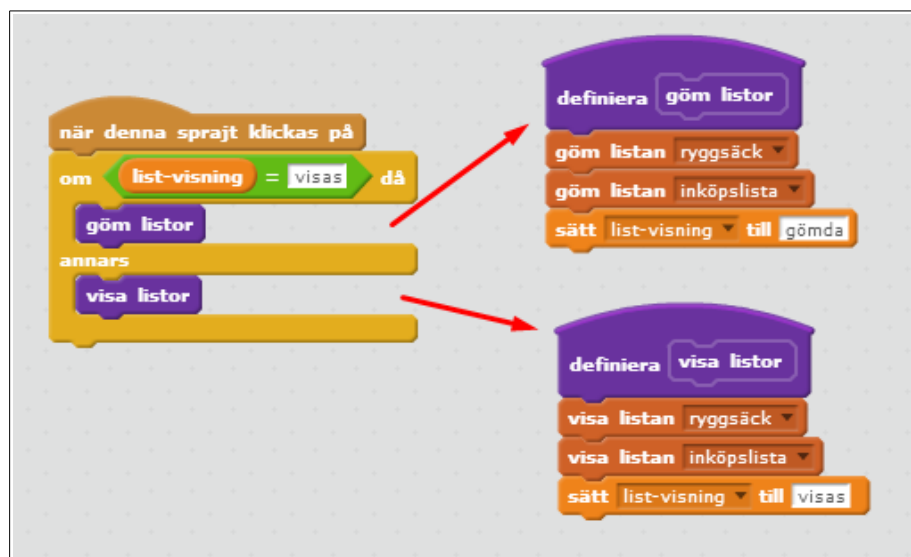 när denna sprajt klickas på
om list-visning = visas då
göm listor
annars
visa listor
definiera göm listor
göm listan ryggsäck
göm listan inköpslista
sätt list-visning till gömda
definiera visa listor
visa listan ryggsäck
visa listan inköpslista
sätt list-visning till visas